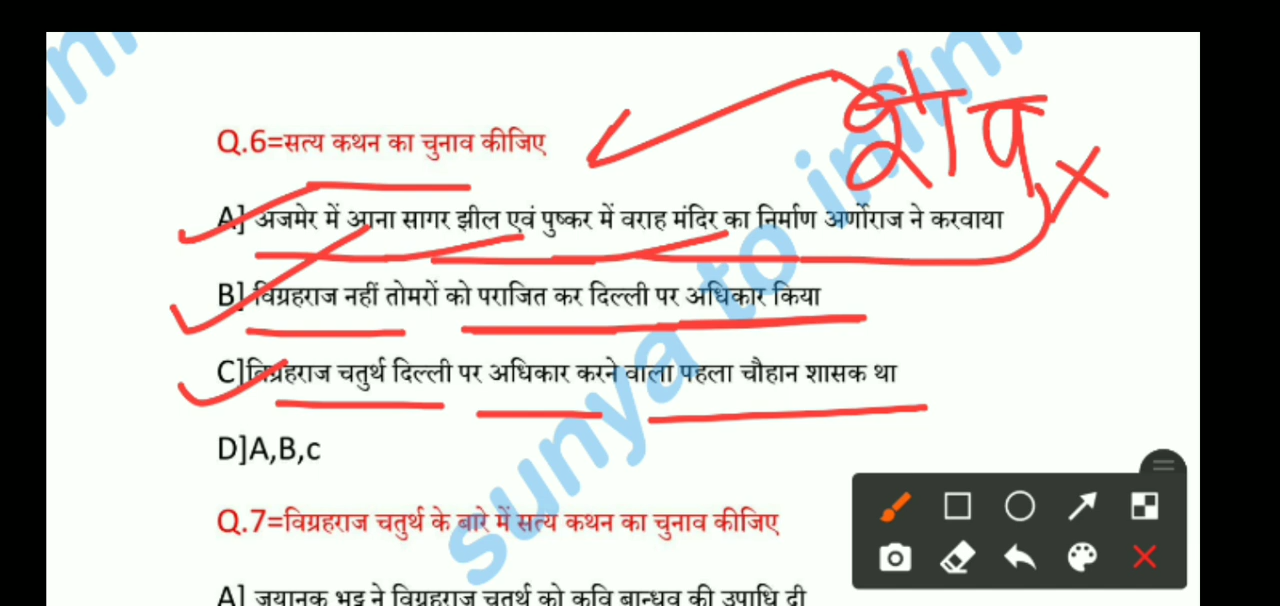 शैव
Q.6=सत्य कथन का चुनाव कीजिए
A] अजमेर में आना सागर झील एवं पुष्कर में वराह मंदिर का निर्माण अर्णोराज ने करवाया
B] विग्रहराज नहीं तोमरों को पराजित कर दिल्ली पर अधिकार किया
C]विग्रहराज चतुर्थ दिल्ली पर अधिकार करने वाला पहला चौहान शासक था
D]A,B,c
Q.7=विग्रहराज चतुर्थ के बारे में सत्य कथन का चुनाव कीजिए
A] जयानक भट्ट ने विग्रहराज चतुर्थ को कवि बान्धव की उपाधि दी
sunya to infini